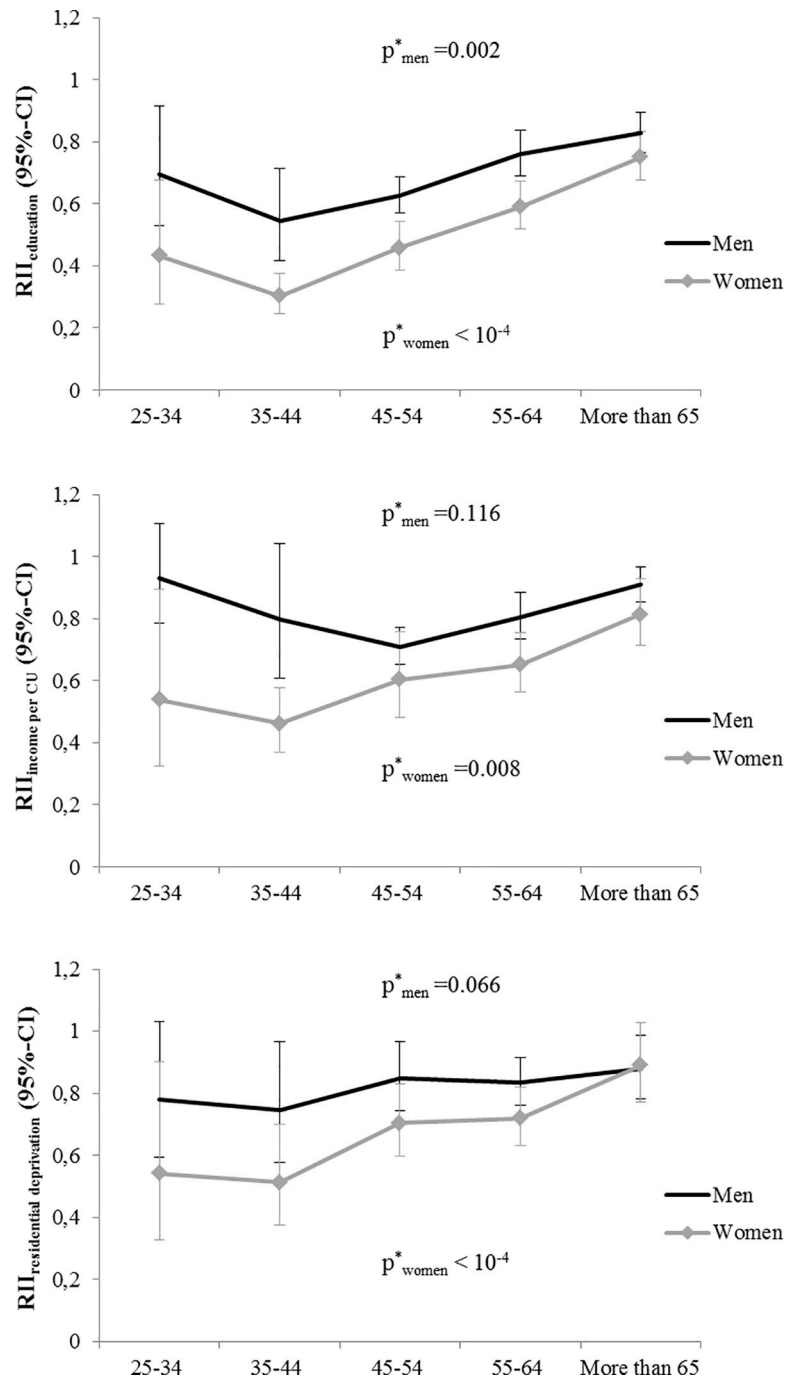 1,2
p*men =0.002
1
0,8
0,6
0,4
0,2
0
RIIeducation (95%-CI)
Men
Women
p*women < 10-4
25-34 35-44 45-54 55-64 More than 65
1,2
p*men =0.116
1
0,8
0,6
0,4
0,2
0
RIIincome per CU (95%-CI)
Men
Women
p*women =0.008
25-34 35-44 45-54 55-64 More than 65
1,2
p*men =0.066
1
0,8
0,6
0,4
0,2
0
RIIresidential deprivation (95%-CI)
Men
Women
p*women < 10-4
25-34 35-44 45-54 55-64 More than 65